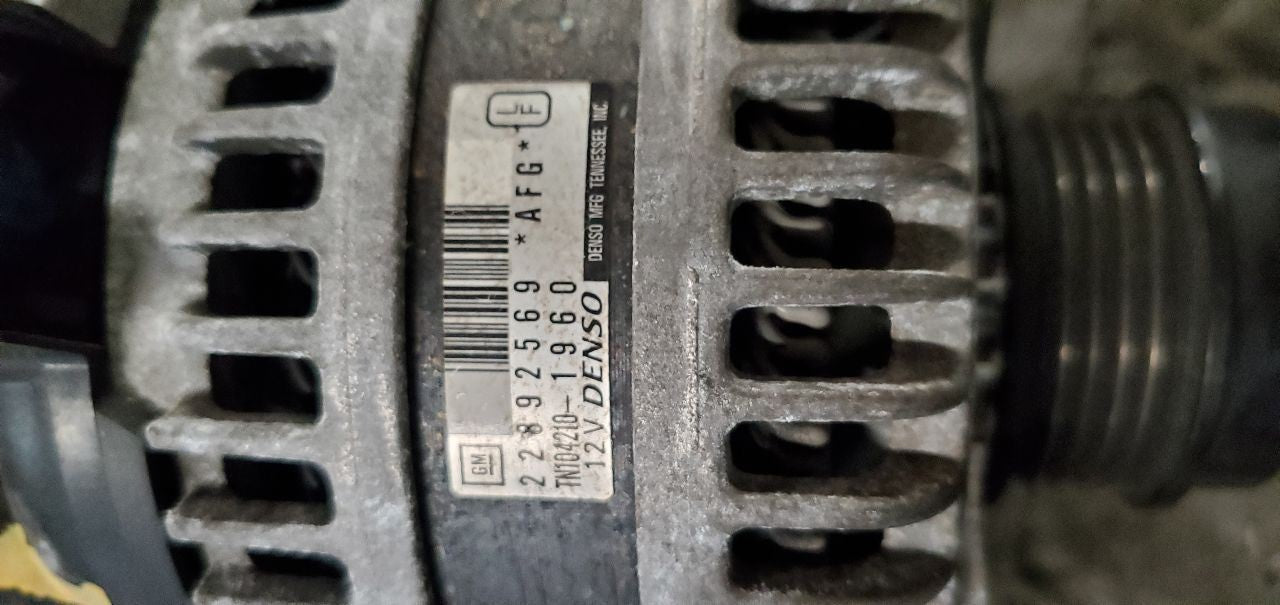 L
F
GM
22892569 *AFG*
TN104210-1960
12V DENSO
DENSO MFG TENNESSEE, INC.